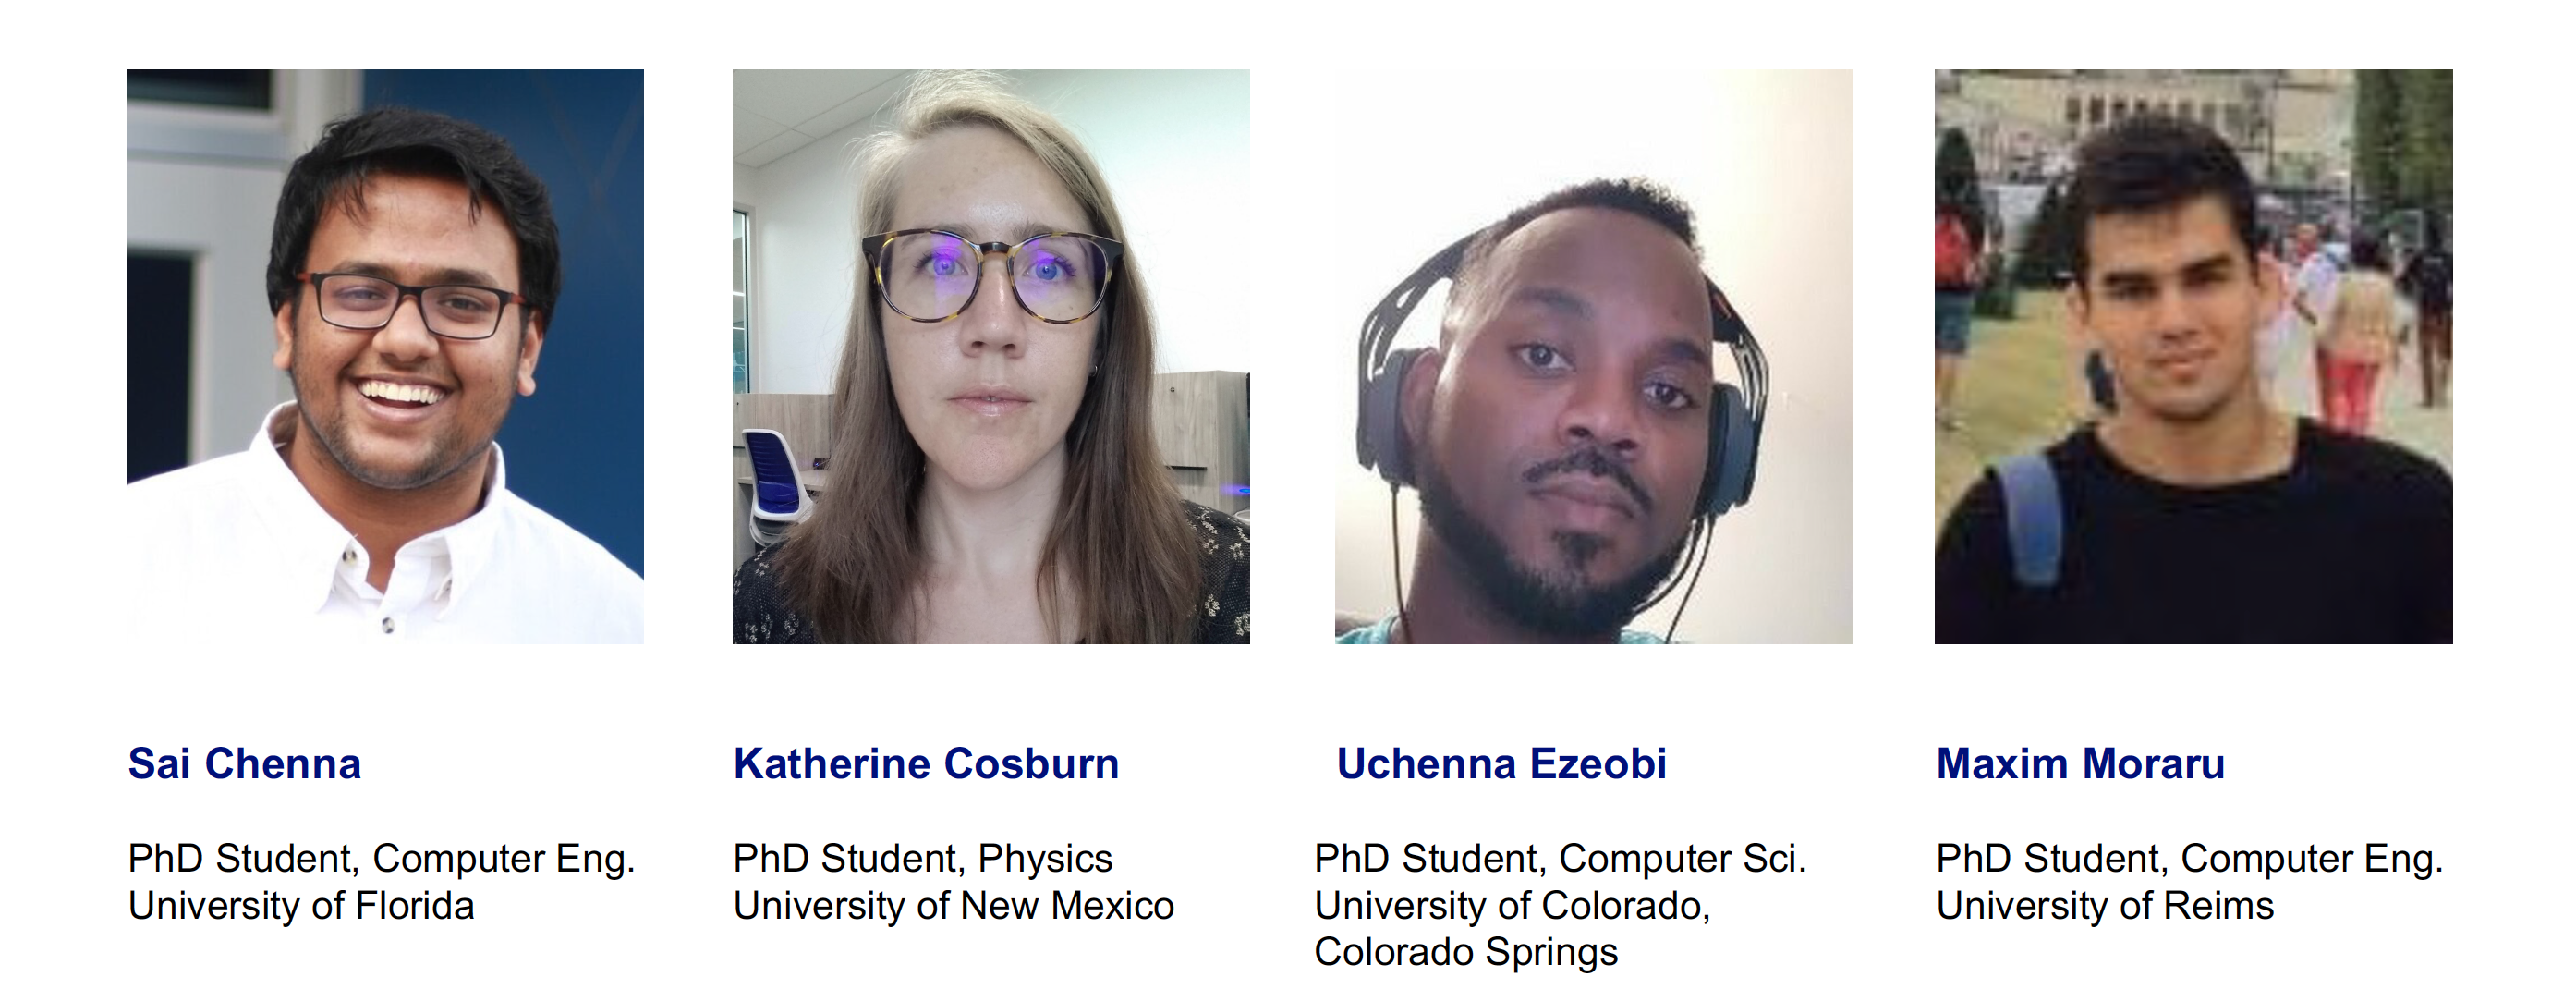 Sai Chenna
PhD Student, Computer Eng.
University of Florida
Katherine Cosburn
PhD Student, Physics
University of New Mexico
Uchenna Ezeobi
PhD Student, Computer Sci.
University of Colorado,
Colorado Springs
Maxim Moraru
PhD Student, Computer Eng.
University of Reims